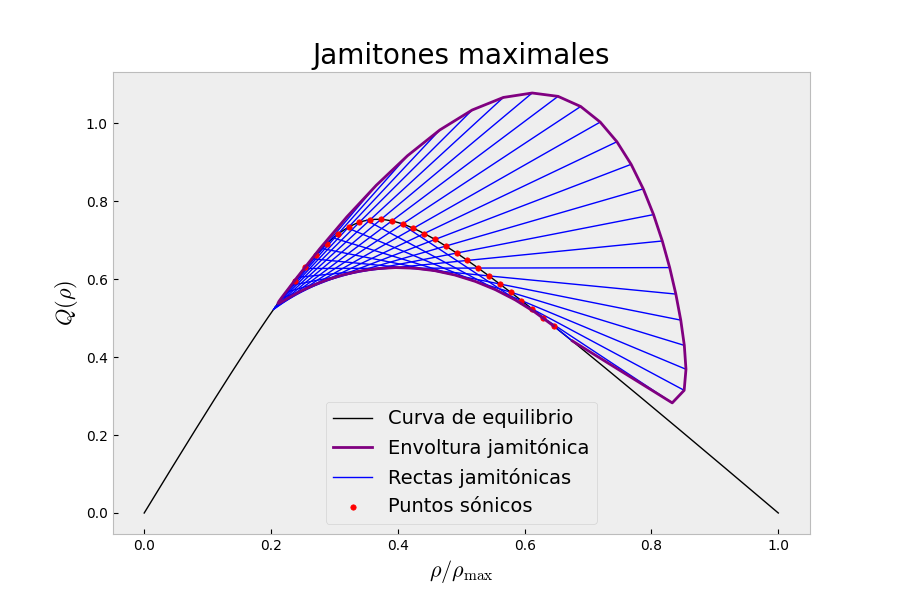 Jamitones maximales
Q(ρ)
1.0
0.8
0.6
0.4
0.2
0.0
Curva de equilibrio
Envoltura jamitónica
Rectas jamitónicas
Puntos sónicos
0.0 0.2 0.4 0.6 0.8 1.0
ρ/ρmax